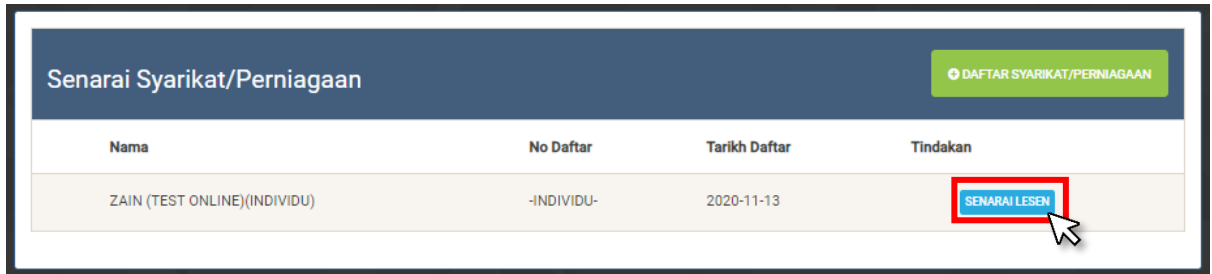 Senarai Syarikat/Perniagaan
DAFTAR SYARIKAT/PERNIAGAAN
Nama No Daftar Tarikh Daftar Tindakan
ZAIN (TEST ONLINE)(INDIVIDU) -INDIVIDU- 2020-11-13 SENARAI LESEN